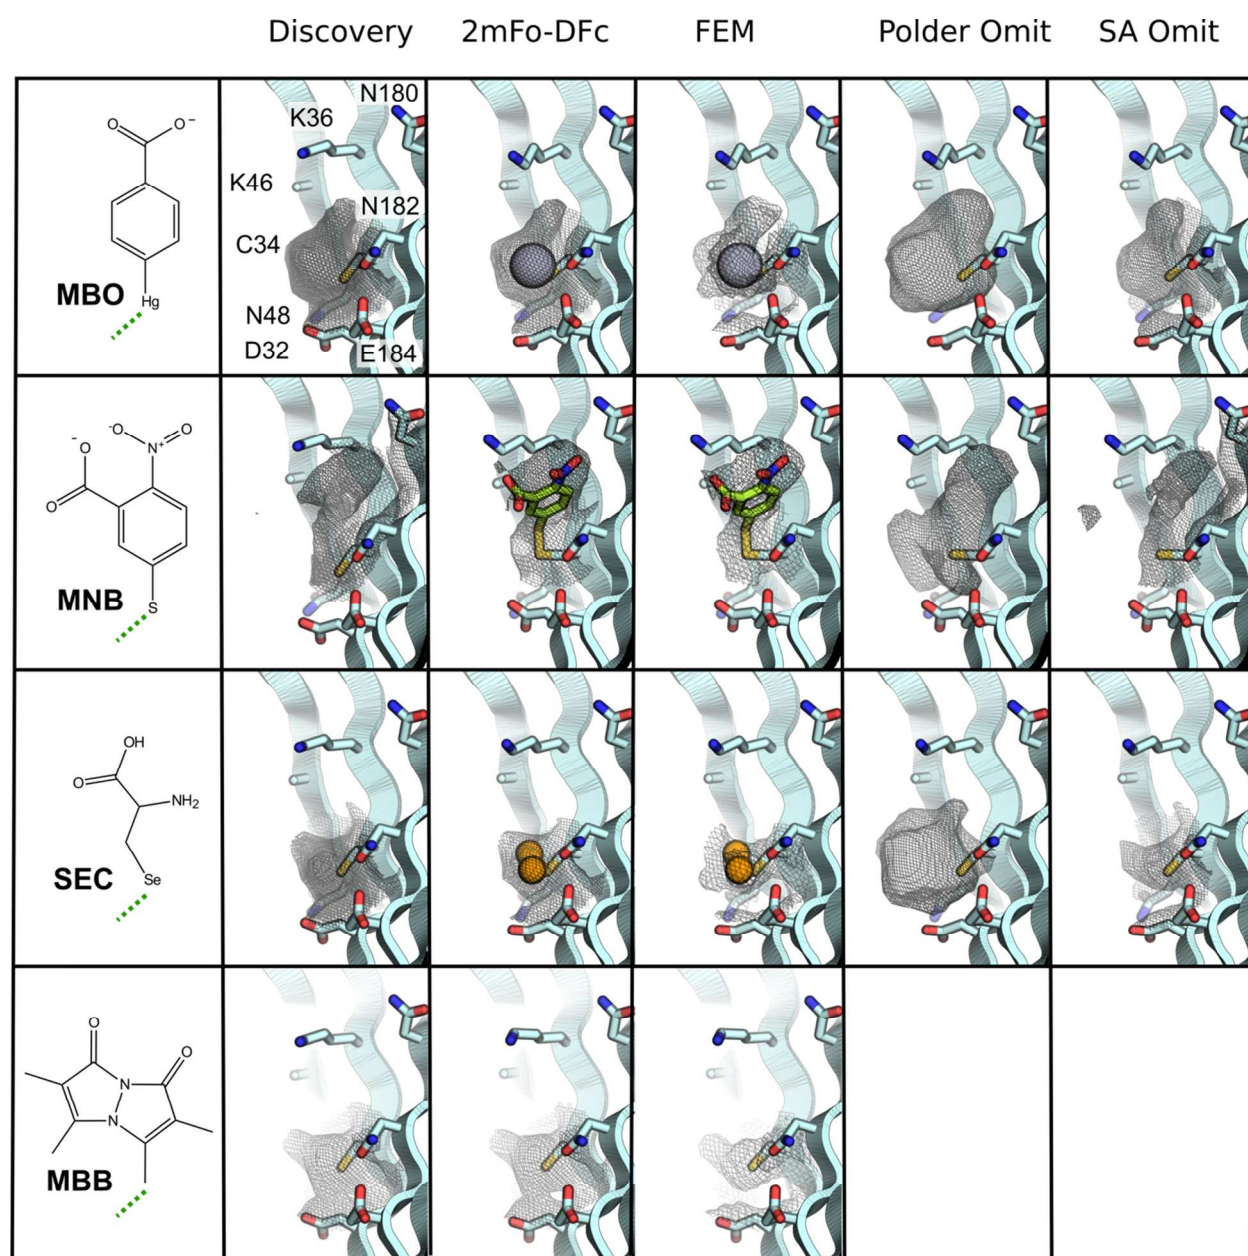 Discovery 2mFo-DFc FEM Polder Omit SA Omit
O O⁻
Hg
MBO
N180
K36
K46
N182
C34
N48
D32
E184
⁻O N⁺ O
⁻
O
O
S
MNB
OH
O
NH₂
Se
SEC
O
O
N
N
MBB